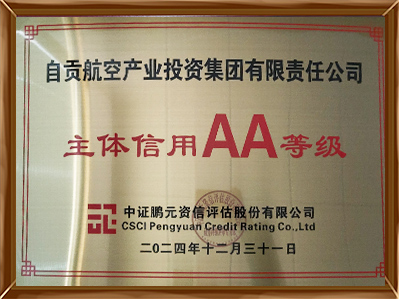 自贡航空产业投资集团有限责任公司
主体信用AA等级
中证鹏元资信评估股份有限公司
CSCI Pengyuan Credit Rating Co.,Ltd
二〇二四年十二月三十一日